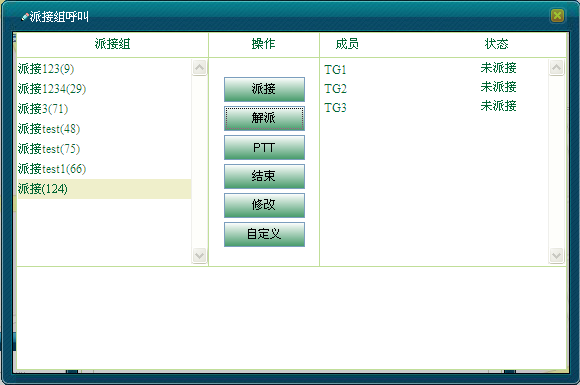 派接组呼叫
派接组 操作 成员 状态
派接123(9)
派接1234(29)
派接3(71)
派接test(48)
派接test(75)
派接test1(66)
派接(124)
派接
解派
PTT
结束
修改
自定义
TG1 未派接
TG2 未派接
TG3 未派接